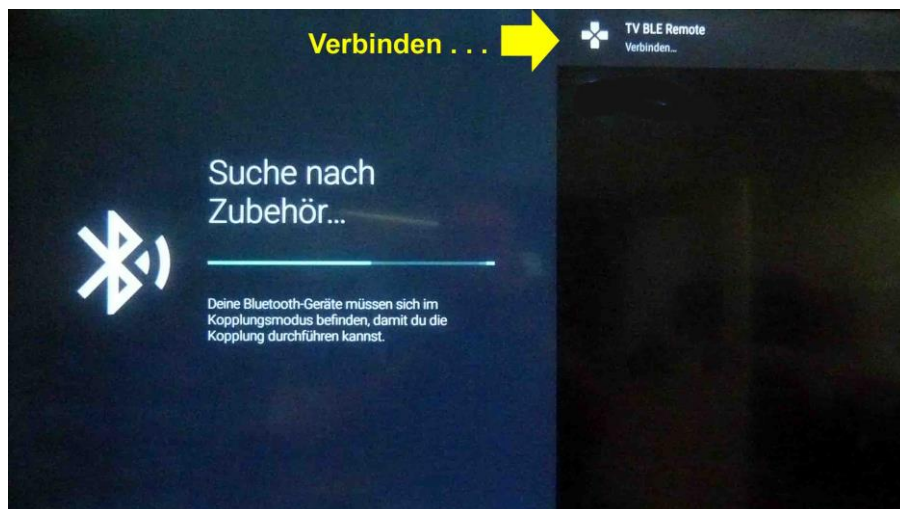 Verbinden . . .
TV BLE Remote
Verbinden...
Suche nach
Zubehör...
Deine Bluetooth-Geräte müssen sich im
Kopplungsmodus befinden, damit du die
Kopplung durchführen kannst.